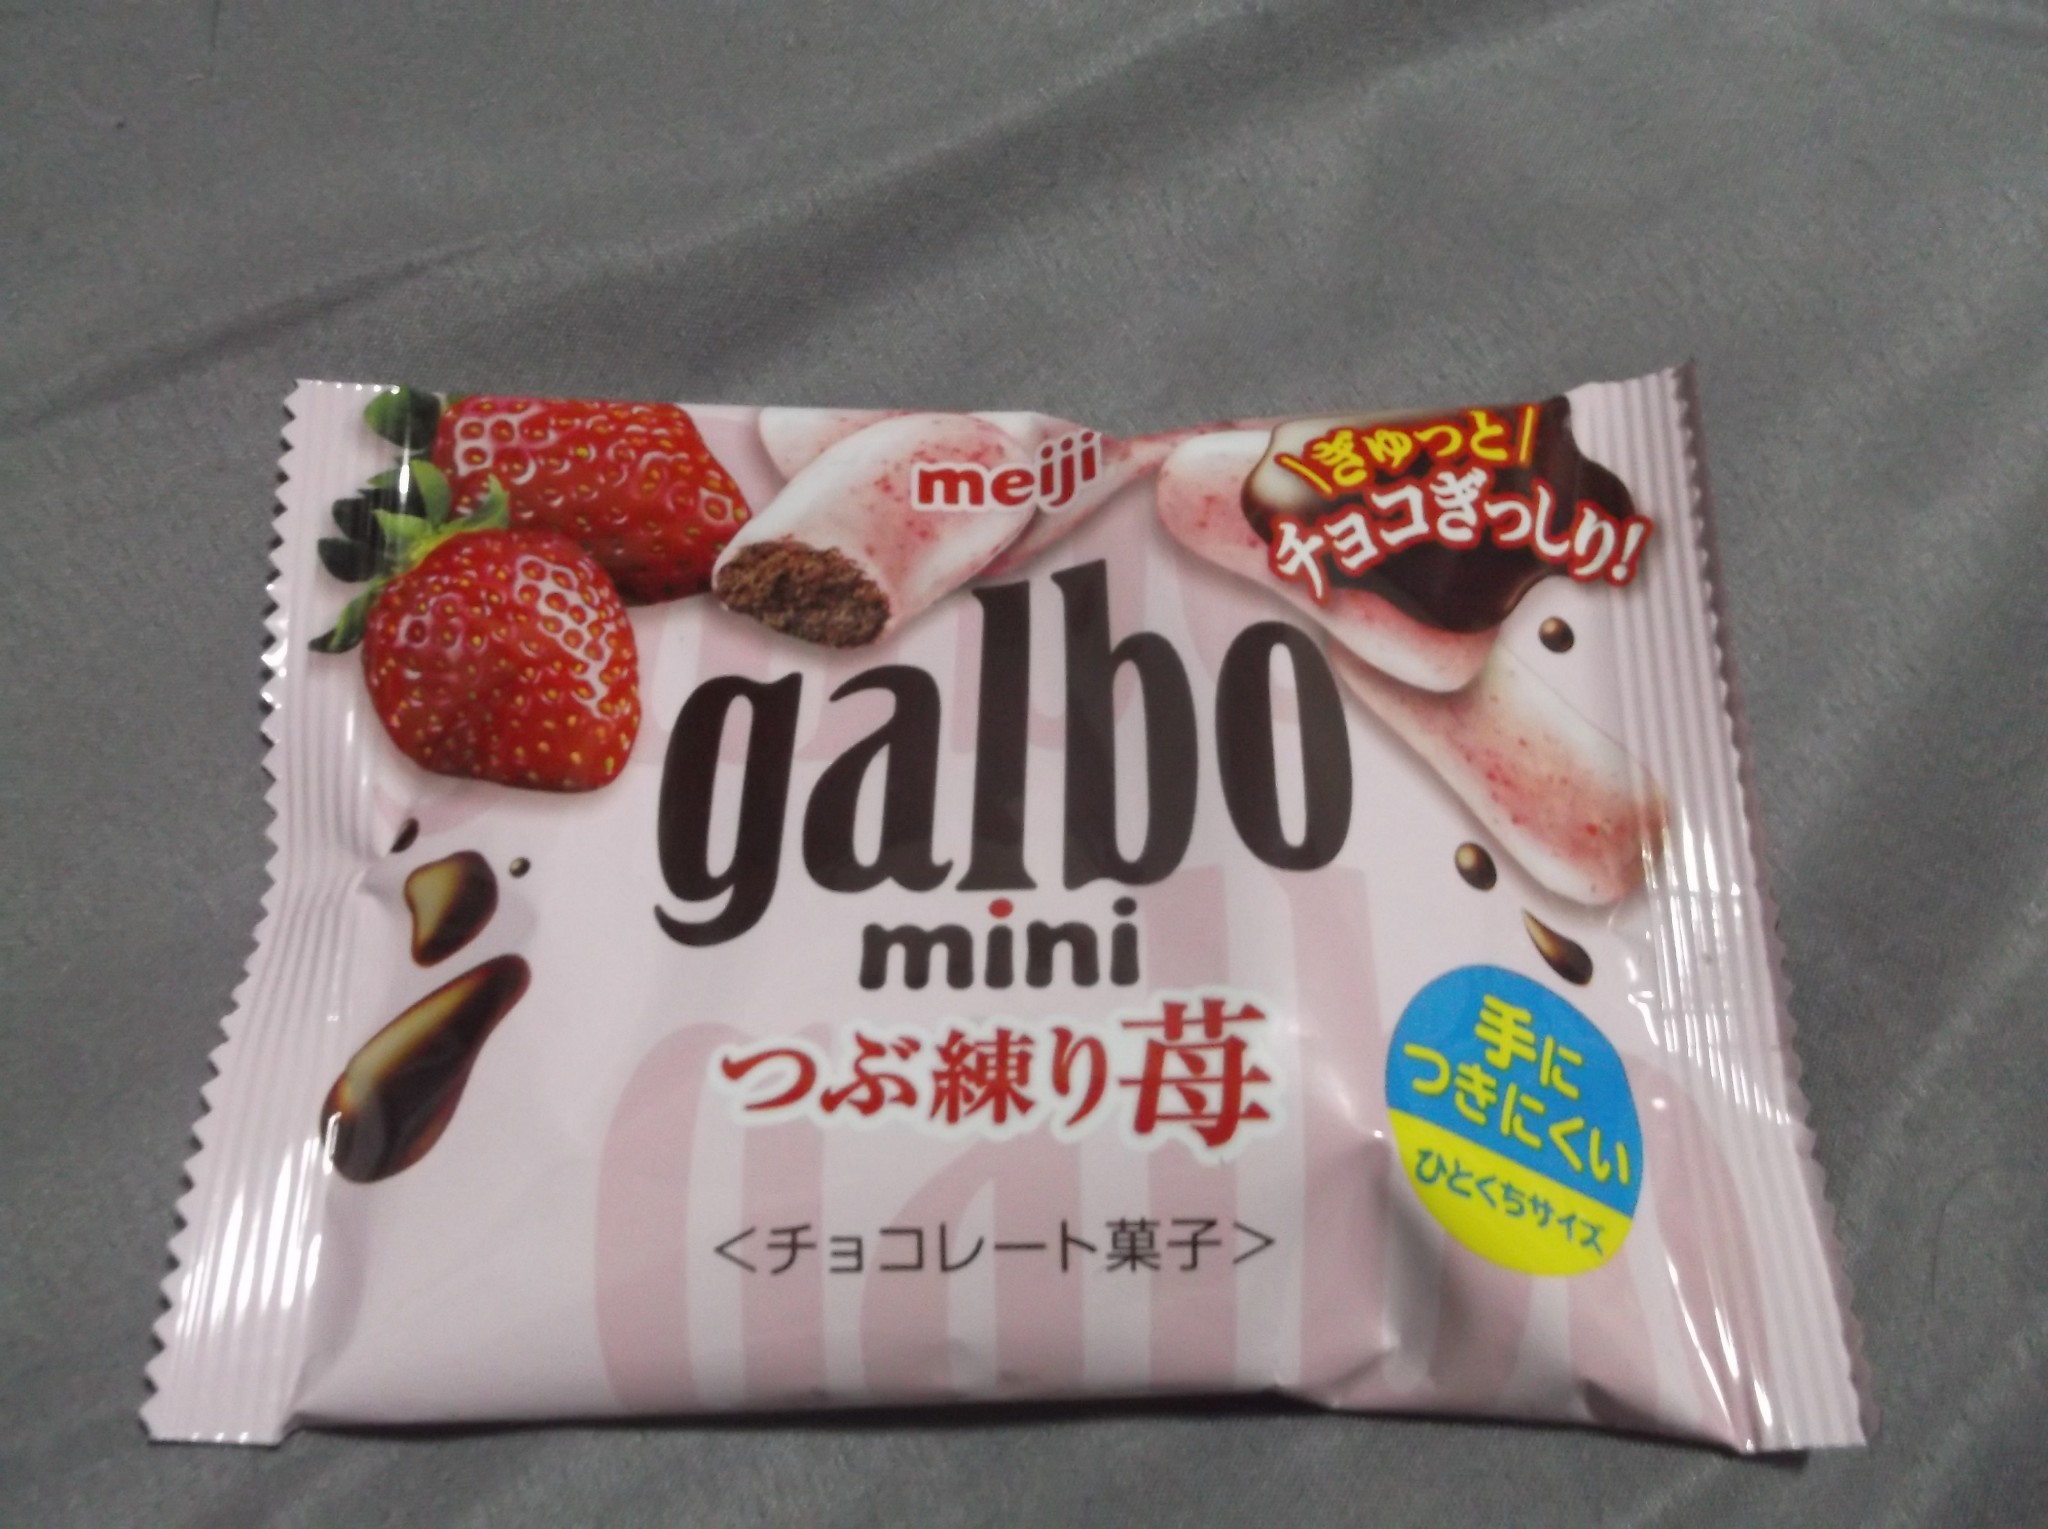 meiji
ぎゅっと
チョコぎっしり!
galbo
mini
つぶ練り苺
<チョコレート菓子>
手に
つきにくい
ひとくちサイズ